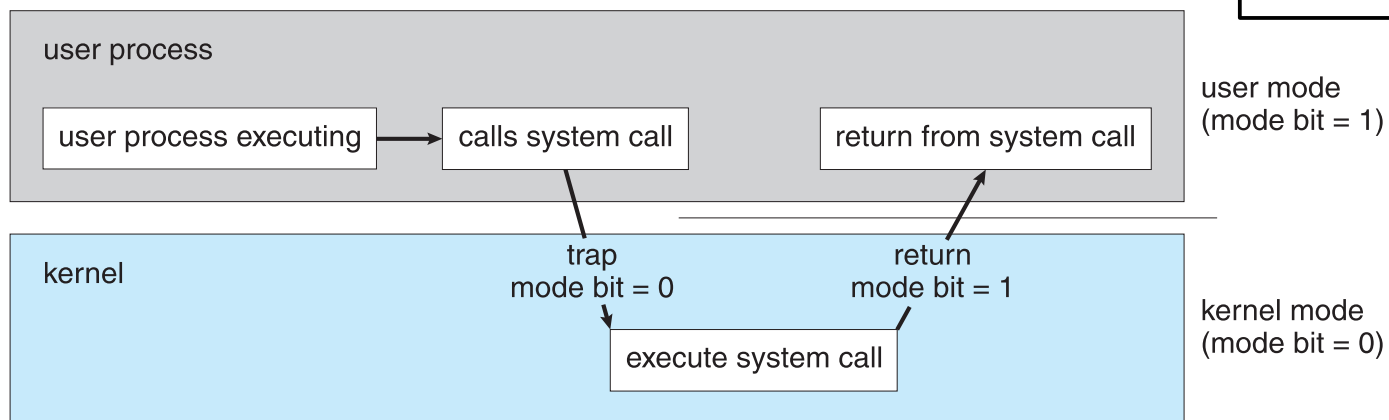 user process
user process executing
calls system call
return from system call
user mode
(mode bit = 1)
kernel
trap
mode bit = 0
return
mode bit = 1
execute system call
kernel mode
(mode bit = 0)